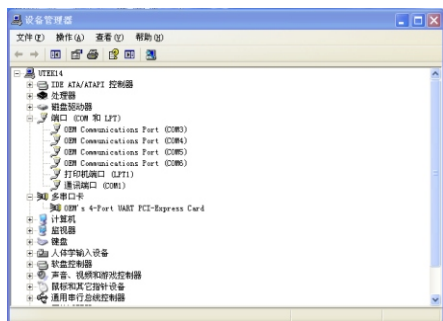 设备管理器
文件(F) 操作(A) 查看(V) 帮助(H)
UTEK14
IDE ATA/ATAPI 控制器
处理器
磁盘驱动器
端口 (COM 和 LPT)
OEM Communications Port (COM3)
OEM Communications Port (COM4)
OEM Communications Port (COM5)
OEM Communications Port (COM6)
打印机端口 (LPT1)
通讯端口 (COM1)
多串口卡
OEM's 4-Port UART PCI-Express Card
计算机
监视器
键盘
人体学输入设备
软盘控制器
声音、视频和游戏控制器
鼠标和其它指针设备
通用串行总线控制器